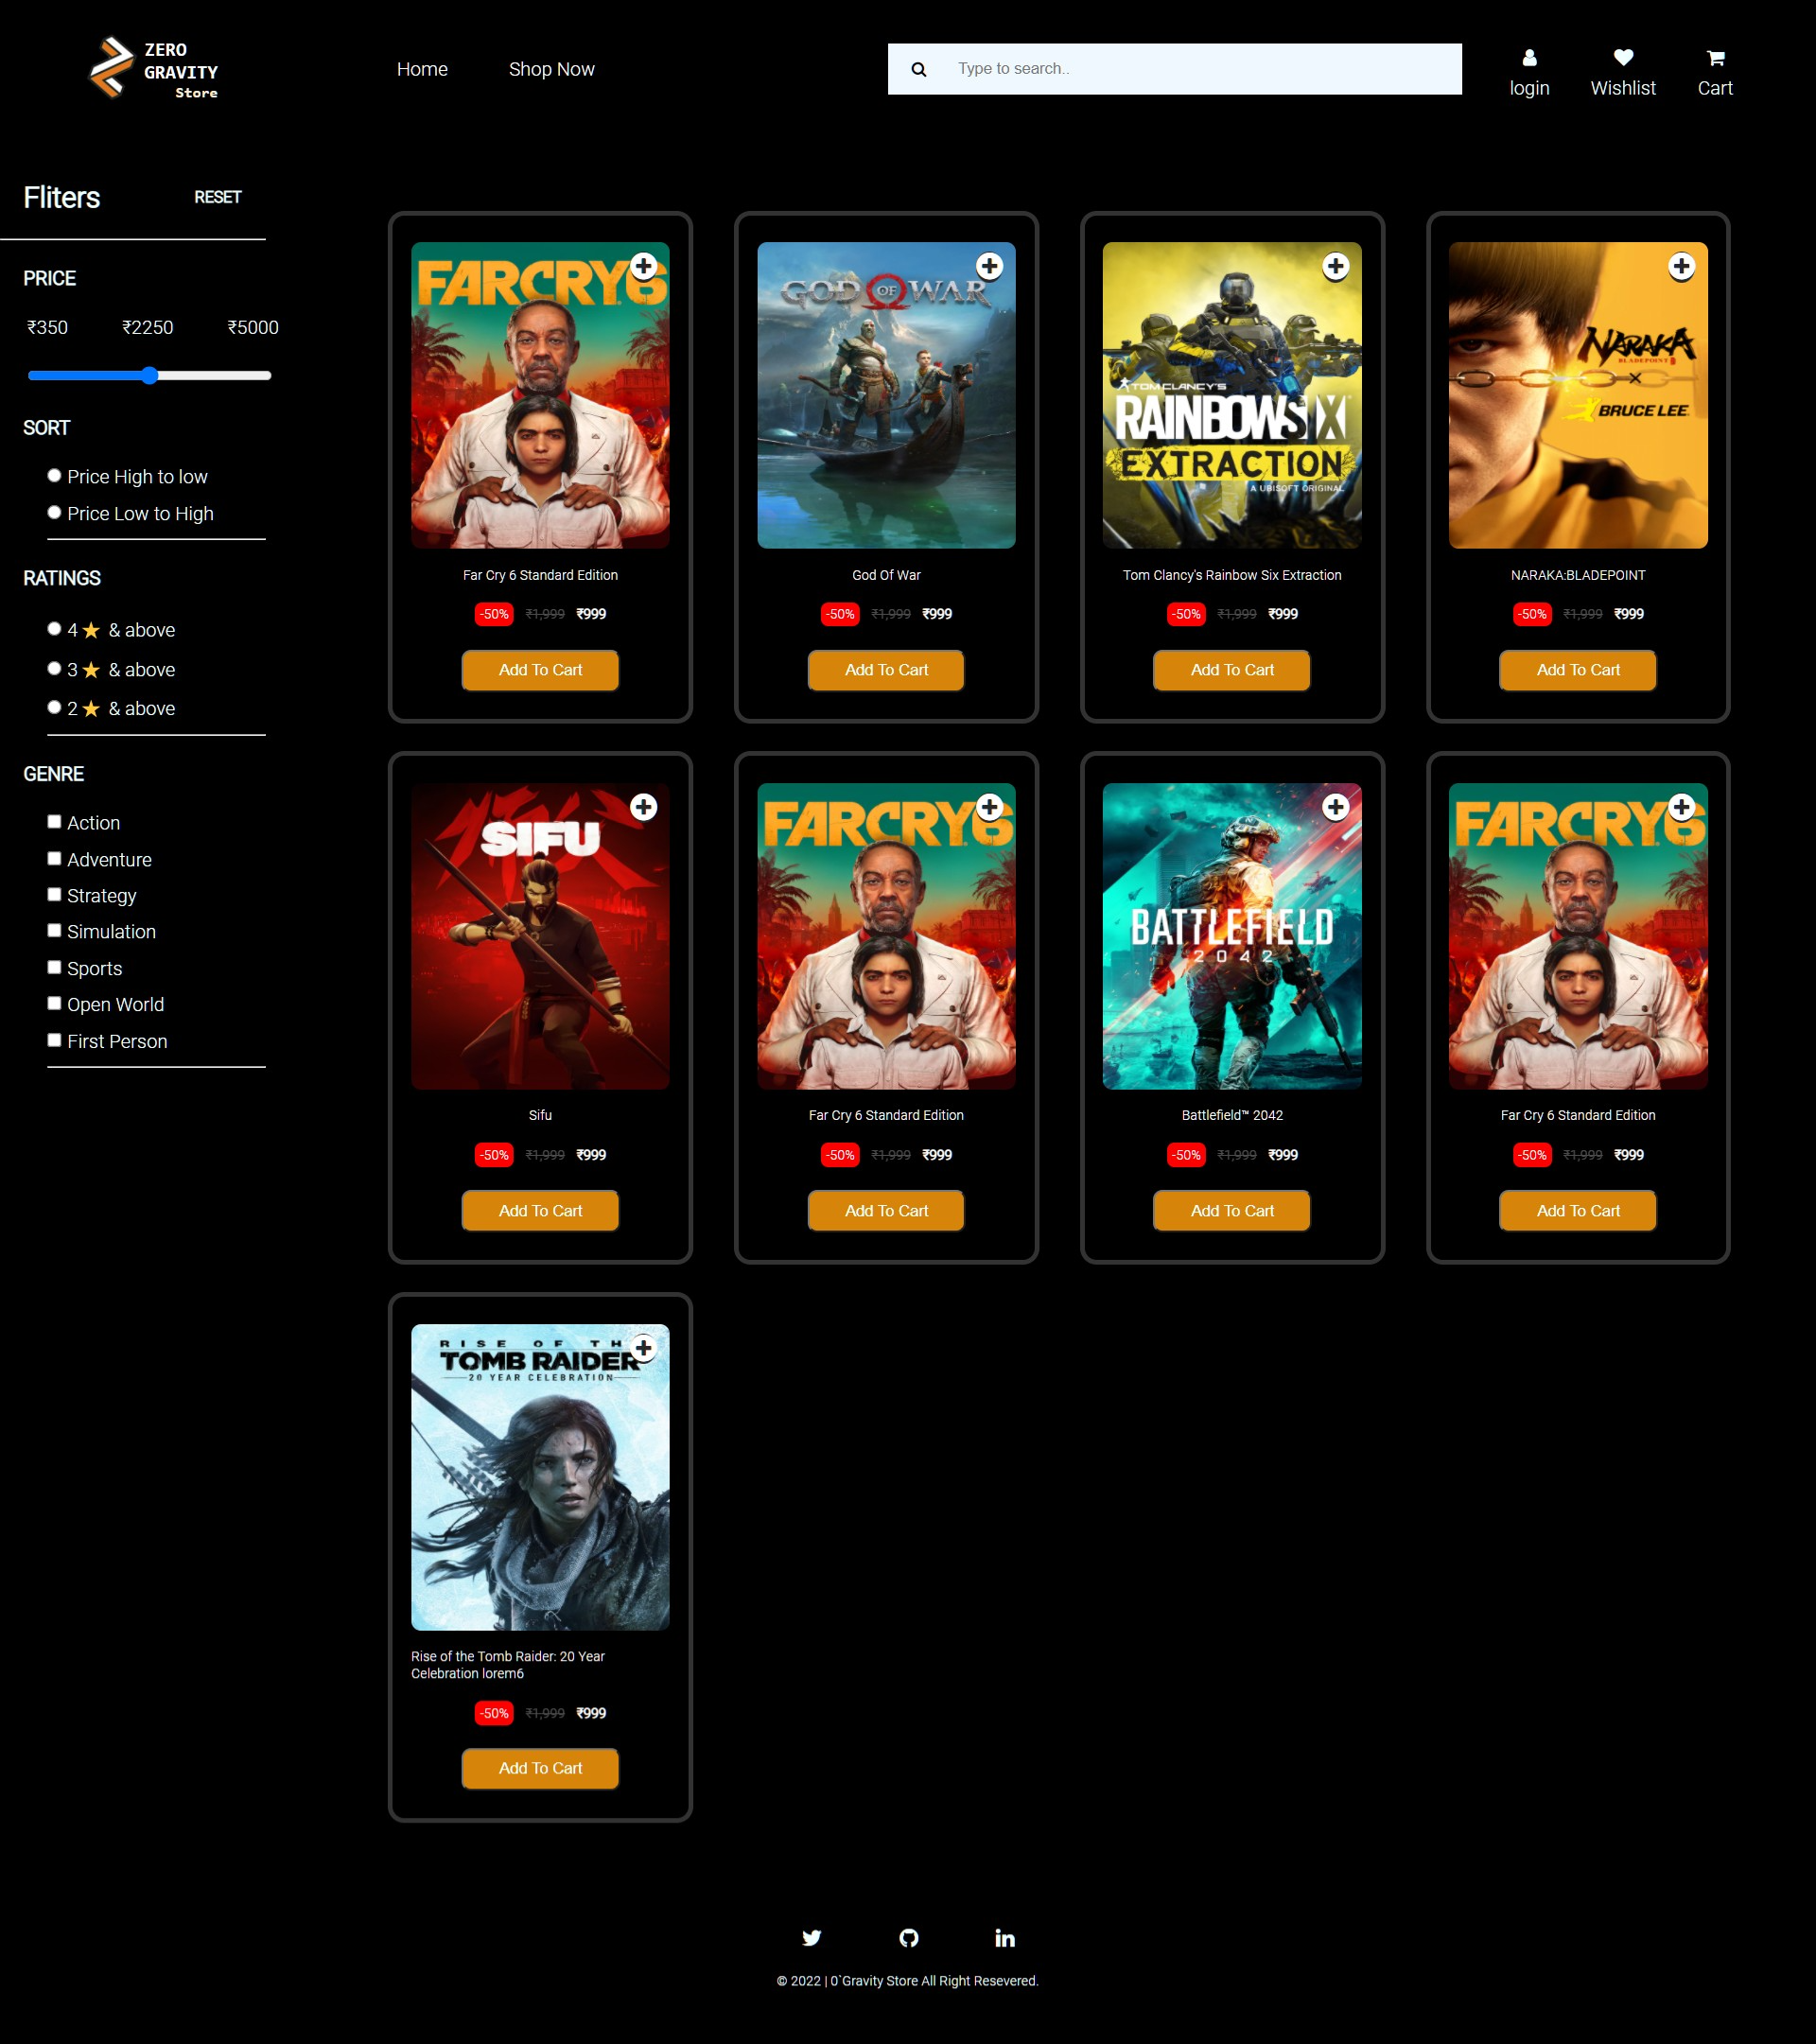 ZERO
GRAVITY
Store
Home
Shop Now
Type to search..
login
Wishlist
Cart
Fliters
RESET
PRICE
₹350
₹2250
₹5000
SORT
Price High to low
Price Low to High
RATINGS
4 & above
3 & above
2 & above
GENRE
Action
Adventure
Strategy
Simulation
Sports
Open World
First Person
FARCRY6
Far Cry 6 Standard Edition
-50% ₹1,999 ₹999
Add To Cart
GOD OF WAR
God Of War
-50% ₹1,999 ₹999
Add To Cart
TOM CLANCY'S
RAINBOW SIX
EXTRACTION
A UBISOFT ORIGINAL
Tom Clancy's Rainbow Six Extraction
-50% ₹1,999 ₹999
Add To Cart
NARAKA
BLADEPOINT
×
BRUCE LEE
NARAKA:BLADEPOINT
-50% ₹1,999 ₹999
Add To Cart
SIFU
Sifu
-50% ₹1,999 ₹999
Add To Cart
FARCRY6
Far Cry 6 Standard Edition
-50% ₹1,999 ₹999
Add To Cart
BATTLEFIELD
2042
Battlefield™ 2042
-50% ₹1,999 ₹999
Add To Cart
FARCRY6
Far Cry 6 Standard Edition
-50% ₹1,999 ₹999
Add To Cart
RISE OF TH
TOMB RAIDER
20 YEAR CELEBRATION
Rise of the Tomb Raider: 20 Year
Celebration lorem6
-50% ₹1,999 ₹999
Add To Cart
© 2022 | 0`Gravity Store All Right Resevered.